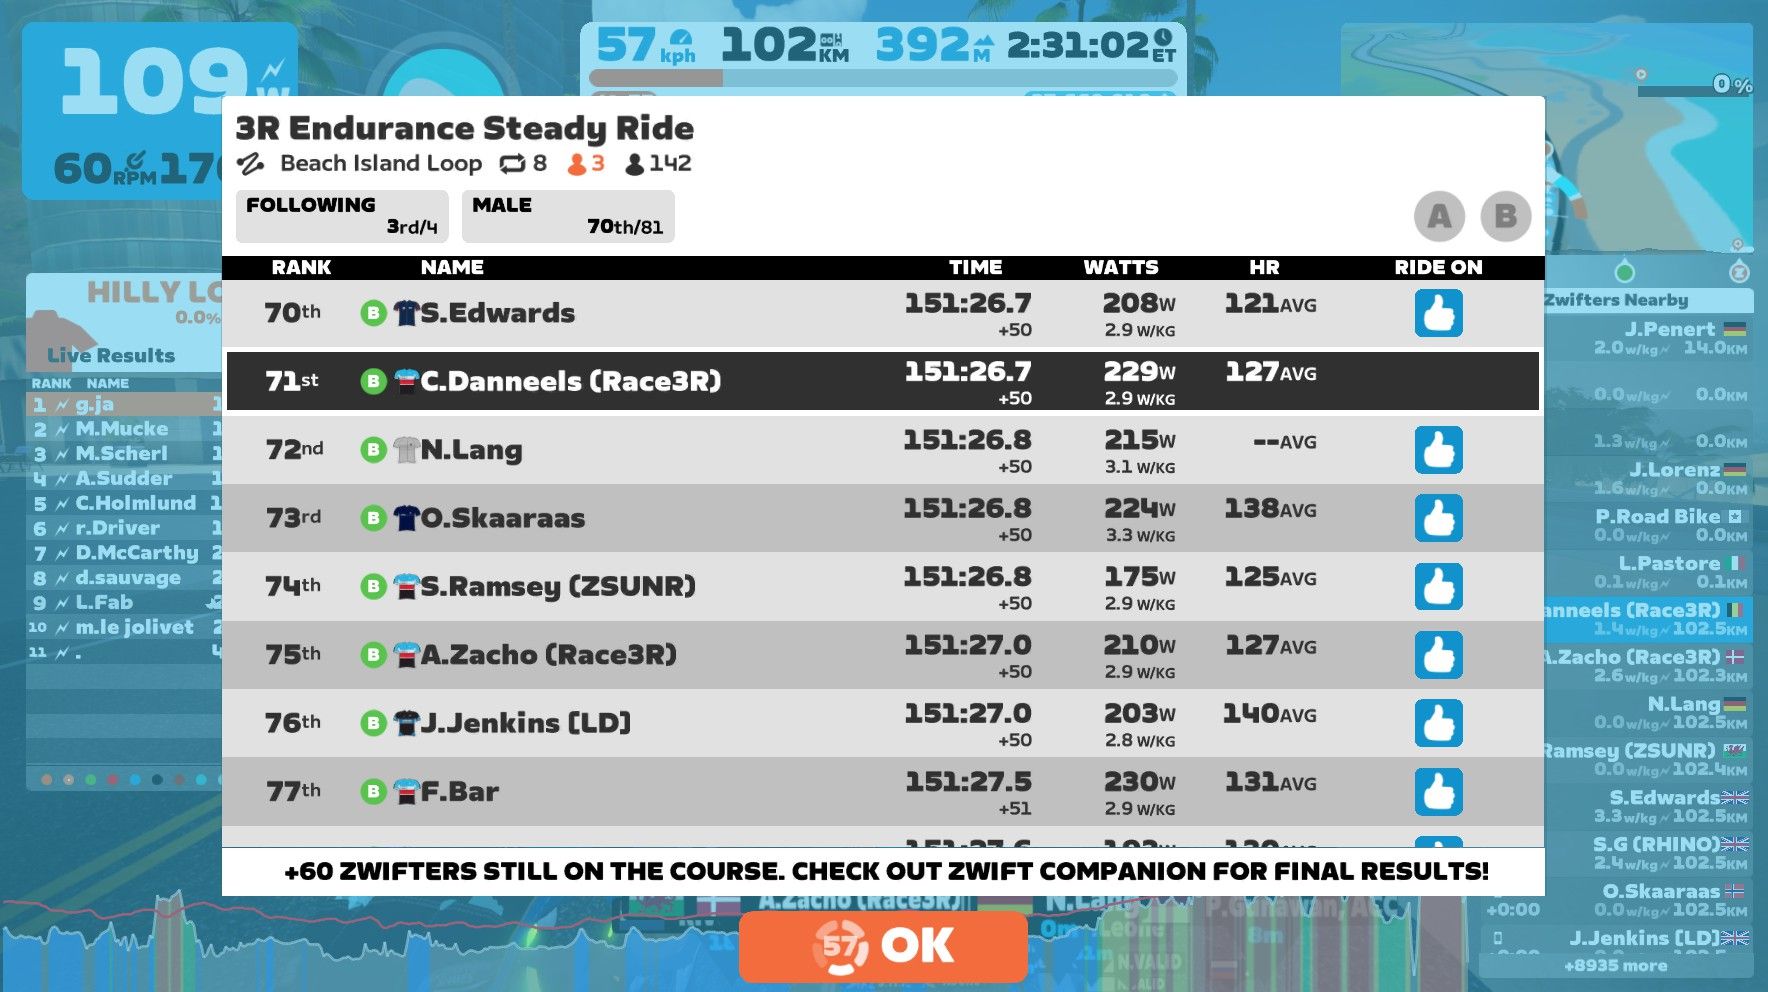 109 W
60 RPM
57 kph 102 KM 392 M 2:31:02 ET
0 %
3R Endurance Steady Ride
Beach Island Loop 8 3 142
FOLLOWING
3rd/4
MALE
70th/81
A B
RANK NAME TIME WATTS HR RIDE ON
70th B S.Edwards 151:26.7 208W 121AVG
+50 2.9 W/KG
71st B C.Danneels (Race3R) 151:26.7 229W 127AVG
+50 2.9 W/KG
72nd B N.Lang 151:26.8 215W --AVG
+50 3.1 W/KG
73rd B O.Skaaraas 151:26.8 224W 138AVG
+50 3.3 W/KG
74th B S.Ramsey (ZSUNR) 151:26.8 175W 125AVG
+50 2.9 W/KG
75th B A.Zacho (Race3R) 151:27.0 210W 127AVG
+50 2.9 W/KG
76th B J.Jenkins [LD] 151:27.0 203W 140AVG
+50 2.8 W/KG
77th B F.Bar 151:27.5 230W 131AVG
+51 2.9 W/KG
+60 ZWIFTERS STILL ON THE COURSE. CHECK OUT ZWIFT COMPANION FOR FINAL RESULTS!
57 OK
HILLY
0.0%
Live Results
RANK NAME
1 g.ja
2 M.Mucke
3 M.Scherl
4 A.Sudder
5 C.Holmlund
6 r.Driver
7 D.McCarthy
8 d.sauvage
9 L.Fab
10 m.le jolivet
11 .
Zwifters Nearby
J.Penert
2.0w/kg 14.0KM
0.0w/kg 0.0KM
1.3w/kg 0.0KM
J.Lorenz
1.6w/kg 0.0KM
P.Road Bike
0.0w/kg 0.0KM
L.Pastore
0.1w/kg 0.1KM
anneels (Race3R)
1.4w/kg 102.5KM
A.Zacho (Race3R)
2.6w/kg 102.3KM
N.Lang
0.0w/kg 102.5KM
Ramsey (ZSUNR)
0.0w/kg 102.4KM
S.Edwards
3.3w/kg 102.5KM
S.G (RHINO)
2.4w/kg 102.5KM
O.Skaaraas
+0:00 0.0w/kg 102.5KM
J.Jenkins [LD]
+8935 more
A.Zacho (Race3R)
N.Lang
8m
N.VALID